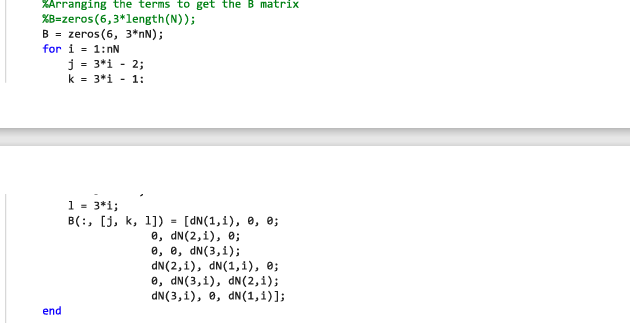 %Arranging the terms to get the B matrix
%B=zeros(6,3*length(N));
B = zeros(6, 3*nN);
for i = 1:nN
j = 3*i - 2;
k = 3*i - 1;
l = 3*i;
B(:, [j, k, l]) = [dN(1,i), 0, 0;
0, dN(2,i), 0;
0, 0, dN(3,i);
dN(2,i), dN(1,i), 0;
0, dN(3,i), dN(2,i);
dN(3,i), 0, dN(1,i)];
end